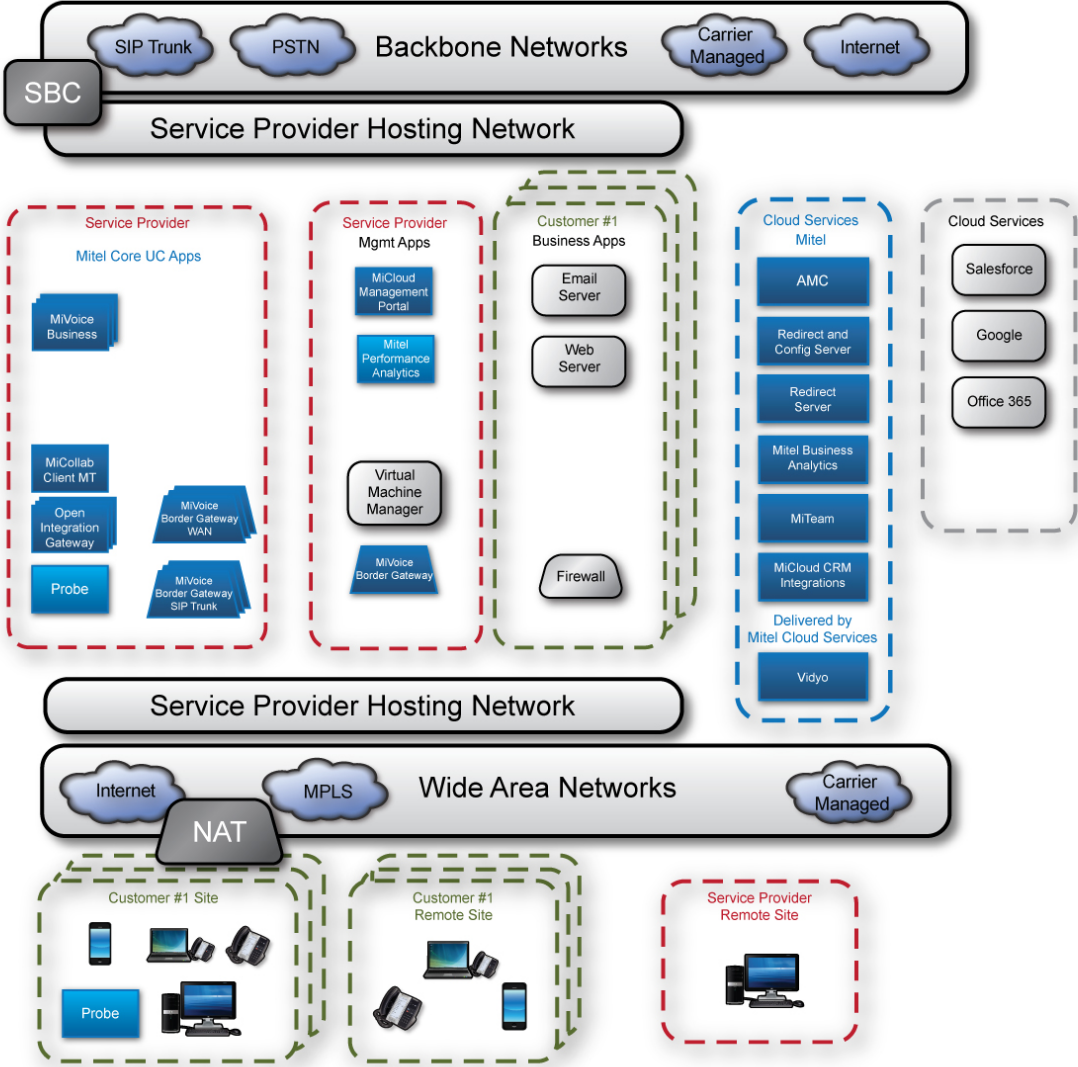 SIP Trunk
PSTN
Backbone Networks
Carrier
Managed
Internet
SBC
Service Provider Hosting Network
Service Provider
Mitel Core UC Apps
MiVoice
Business
MiCollab
Client MT
Open
Integration
Gateway
Probe
MiVoice
Border Gateway
WAN
MiVoice
Border Gateway
SIP Trunk
Service Provider
Mgmt Apps
MiCloud
Management
Portal
Mitel
Performance
Analytics
Virtual
Machine
Manager
MiVoice
Border Gateway
Customer #1
Business Apps
Email
Server
Web
Server
Firewall
Cloud Services
Mitel
AMC
Redirect and
Config Server
Redirect
Server
Mitel Business
Analytics
MiTeam
MiCloud CRM
Integrations
Delivered by
Mitel Cloud Services
Vidyo
Cloud Services
Salesforce
Google
Office 365
Service Provider Hosting Network
Internet
MPLS
Wide Area Networks
Carrier
Managed
NAT
Customer #1 Site
Probe
Customer #1
Remote Site
Service Provider
Remote Site